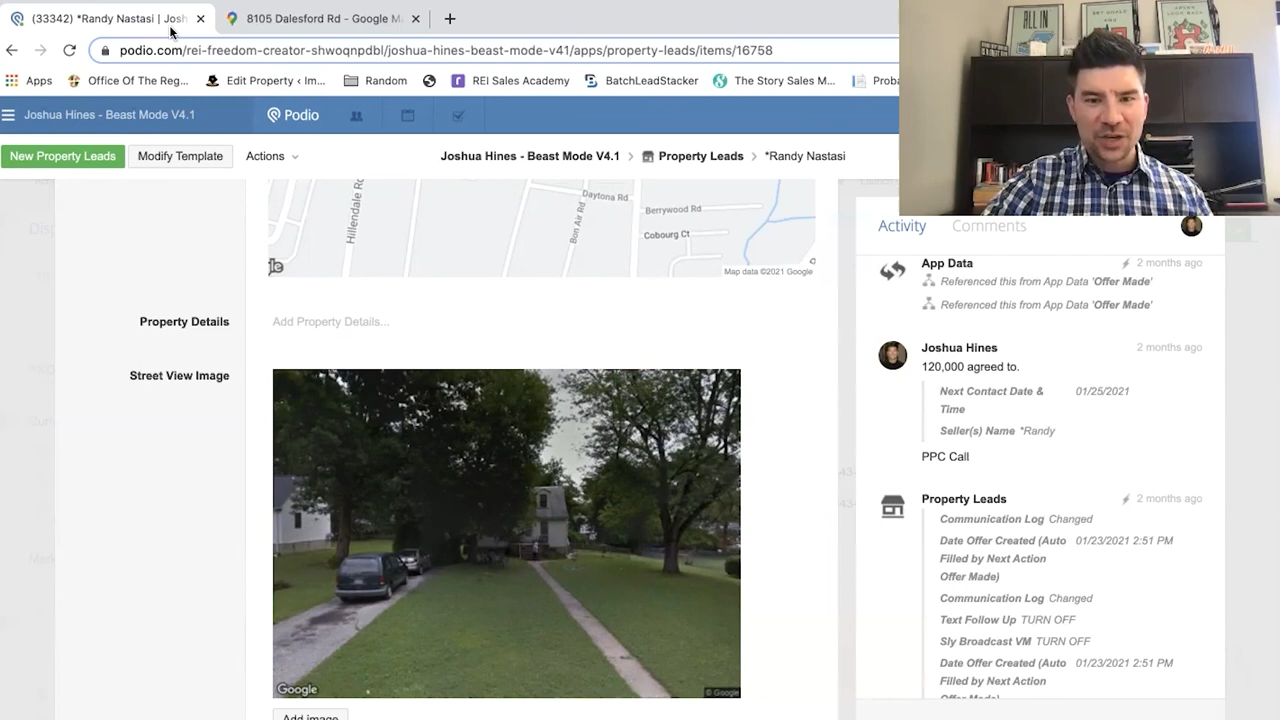 (33342) *Randy Nastasi | Josh
8105 Dalesford Rd - Google M
podio.com/rei-freedom-creator-shwoqnpdbl/joshua-hines-beast-mode-v41/apps/property-leads/items/16758
Apps
Office Of The Reg...
Edit Property ‹ Im...
Random
REI Sales Academy
BatchLeadStacker
The Story Sales M...
Proba
Joshua Hines - Beast Mode V4.1
Podio
New Property Leads
Modify Template
Actions
Joshua Hines - Beast Mode V4.1
Property Leads
*Randy Nastasi
ALL IN
Hillendale Rd
Bon Air Rd
Daytona Rd
Berrywood Rd
Cobourg Ct
Map data ©2021 Google
Property Details
Add Property Details...
Street View Image
Google
© Google
Add image
Activity
Comments
App Data
2 months ago
Referenced this from App Data 'Offer Made'
Referenced this from App Data 'Offer Made'
Joshua Hines
2 months ago
120,000 agreed to.
Next Contact Date & 01/25/2021
Time
Seller(s) Name *Randy
PPC Call
Property Leads
2 months ago
Communication Log Changed
Date Offer Created (Auto 01/23/2021 2:51 PM
Filled by Next Action
Offer Made)
Communication Log Changed
Text Follow Up TURN OFF
Sly Broadcast VM TURN OFF
Date Offer Created (Auto 01/23/2021 2:51 PM
Filled by Next Action
Offer Made)